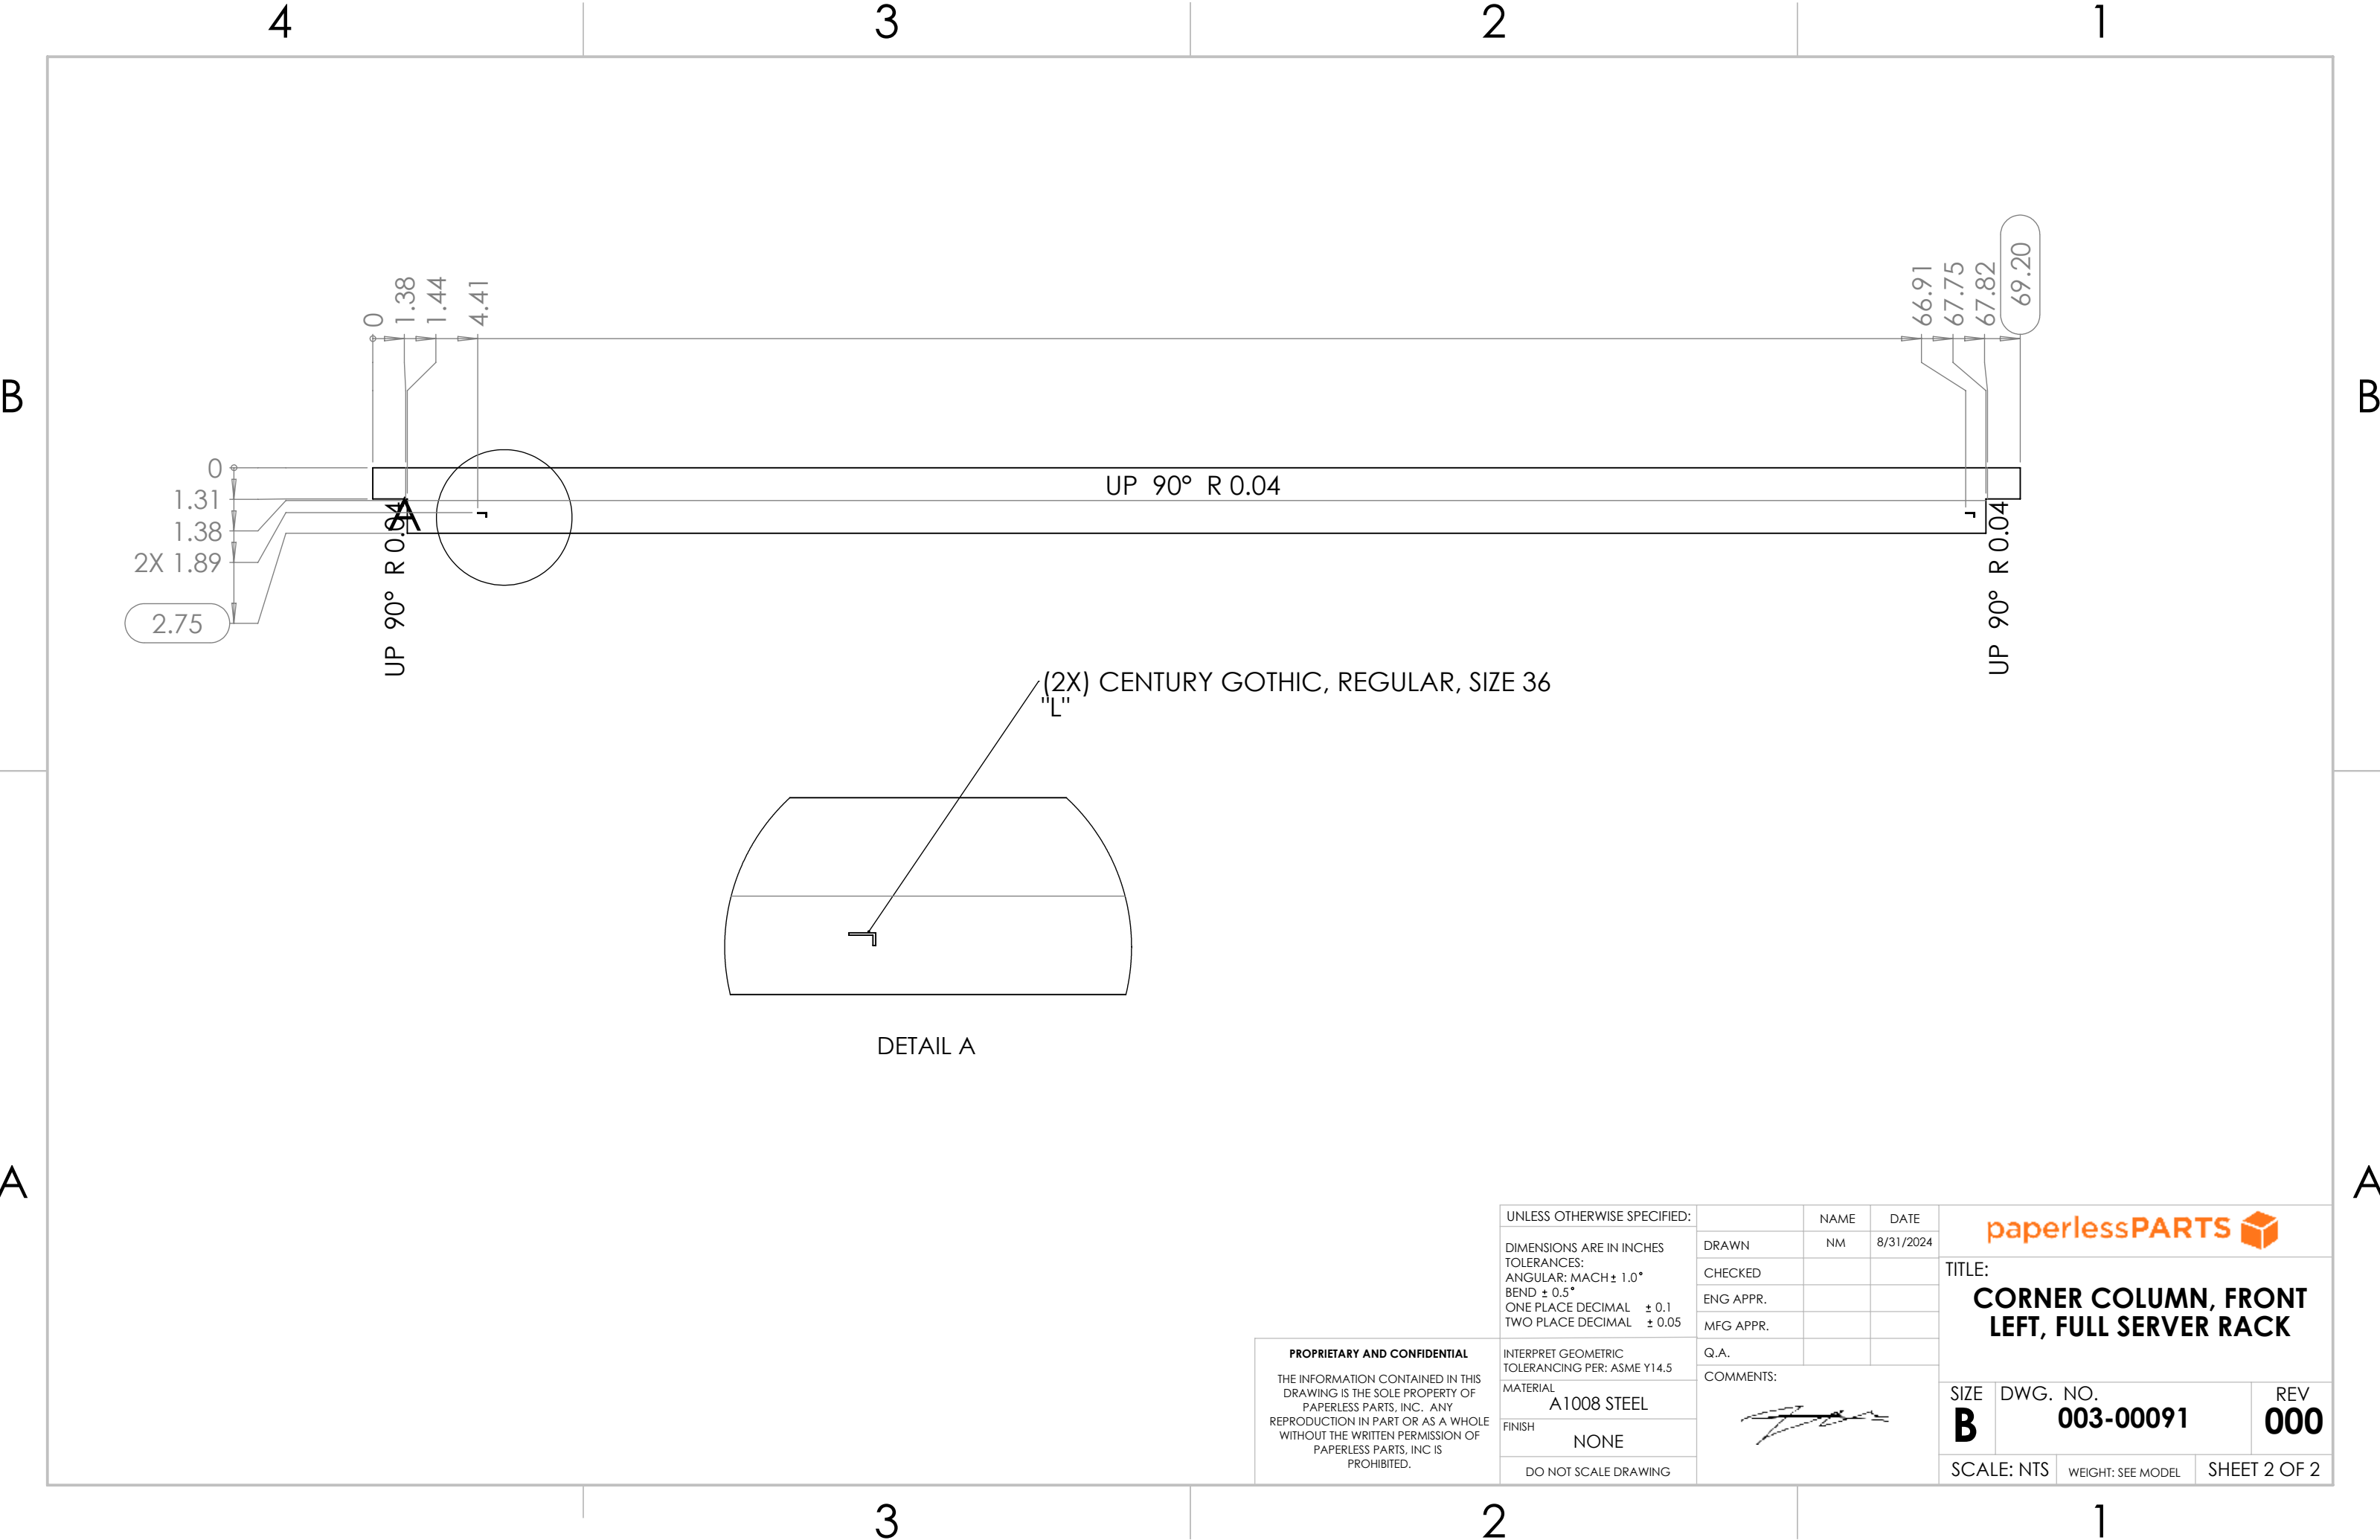 4 3 2 1
0 1.38 1.44 4.41 66.91 67.75 67.82 69.20
B B
0
1.31
1.38
2X 1.89
2.75
UP 90° R 0.04
A
UP 90° R 0.04
UP 90° R 0.04
(2X) CENTURY GOTHIC, REGULAR, SIZE 36
"L"
DETAIL A
A A
UNLESS OTHERWISE SPECIFIED:
DIMENSIONS ARE IN INCHES
TOLERANCES:
ANGULAR: MACH ± 1.0°
BEND ± 0.5°
ONE PLACE DECIMAL ± 0.1
TWO PLACE DECIMAL ± 0.05
INTERPRET GEOMETRIC
TOLERANCING PER: ASME Y14.5
MATERIAL
A1008 STEEL
FINISH
NONE
DO NOT SCALE DRAWING
PROPRIETARY AND CONFIDENTIAL
THE INFORMATION CONTAINED IN THIS
DRAWING IS THE SOLE PROPERTY OF
PAPERLESS PARTS, INC. ANY
REPRODUCTION IN PART OR AS A WHOLE
WITHOUT THE WRITTEN PERMISSION OF
PAPERLESS PARTS, INC IS
PROHIBITED.
NAME DATE
DRAWN NM 8/31/2024
CHECKED
ENG APPR.
MFG APPR.
Q.A.
COMMENTS:
paperlessPARTS
TITLE:
CORNER COLUMN, FRONT
LEFT, FULL SERVER RACK
SIZE DWG. NO. REV
B 003-00091 000
SCALE: NTS WEIGHT: SEE MODEL SHEET 2 OF 2
3 2 1